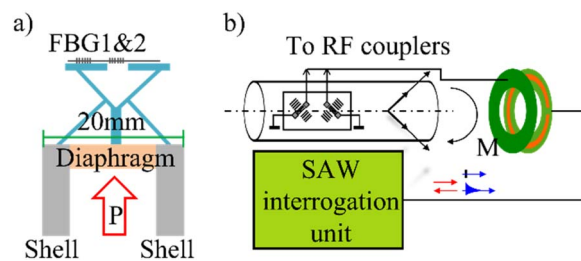 a)
FBG1&2
20mm
Diaphragm
P
Shell
Shell
b)
To RF couplers
M
SAW
interrogation
unit